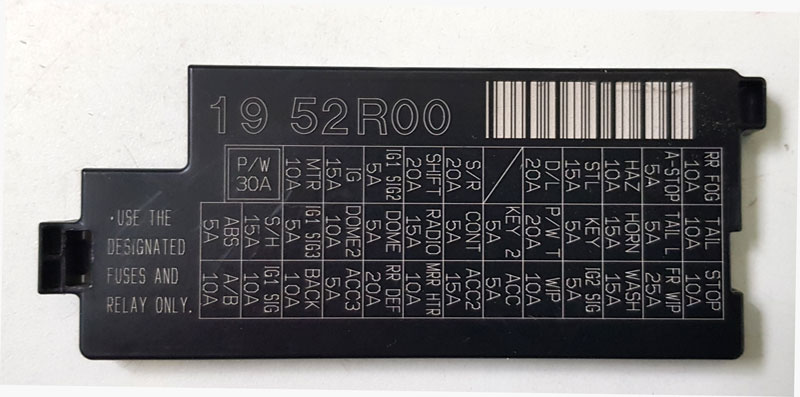 19 52R00
P/W
30A
·USE THE
DESIGNATED
FUSES AND
RELAY ONLY.
RR FOG TAIL STOP
10A 10A 10A
A-STOP TAIL L FR WIP
5A 5A 25A
HAZ HORN WASH
10A 15A 15A
STL KEY IG2 SIG
15A 5A 5A
D/L P/W T WIP
20A 20A 10A
KEY 2 ACC
5A 5A
S/R CONT ACC2
20A 5A 15A
SHIFT RADIO MRR HTR
20A 15A 10A
IG1 SIG2 DOME RR DEF
5A 5A 20A
IG DOME2 ACC3
15A 10A 5A
MTR IG1 SIG3 BACK
10A 5A 10A
S/H IG1 SIG
15A 10A
ABS A/B
5A 10A